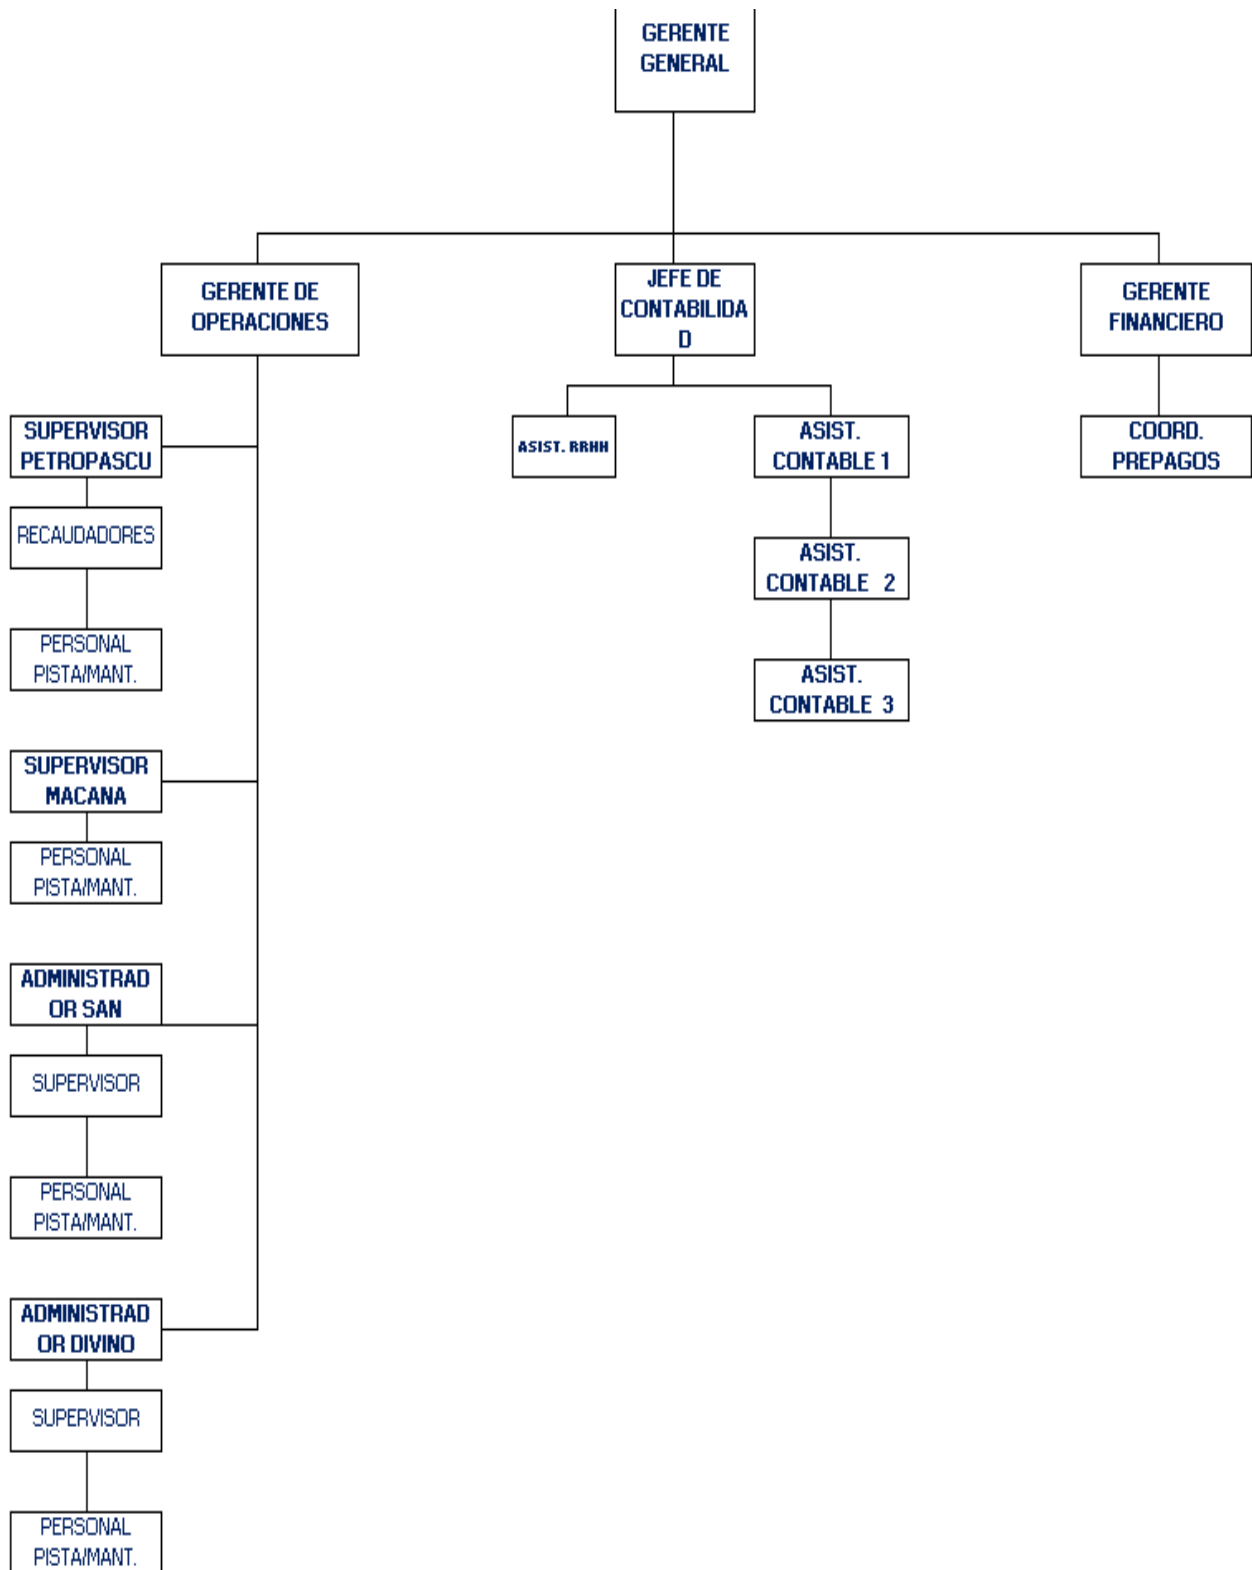 GERENTE
GENERAL
GERENTE DE
OPERACIONES
JEFE DE
CONTABILIDA
D
GERENTE
FINANCIERO
SUPERVISOR
PETROPASCU
RECAUDADORES
PERSONAL
PISTA/MANT.
ASIST. RRHH
ASIST.
CONTABLE 1
ASIST.
CONTABLE 2
ASIST.
CONTABLE 3
COORD.
PREPAGOS
SUPERVISOR
MACANA
PERSONAL
PISTA/MANT.
ADMINISTRAD
OR SAN
SUPERVISOR
PERSONAL
PISTA/MANT.
ADMINISTRAD
OR DIVINO
SUPERVISOR
PERSONAL
PISTA/MANT.